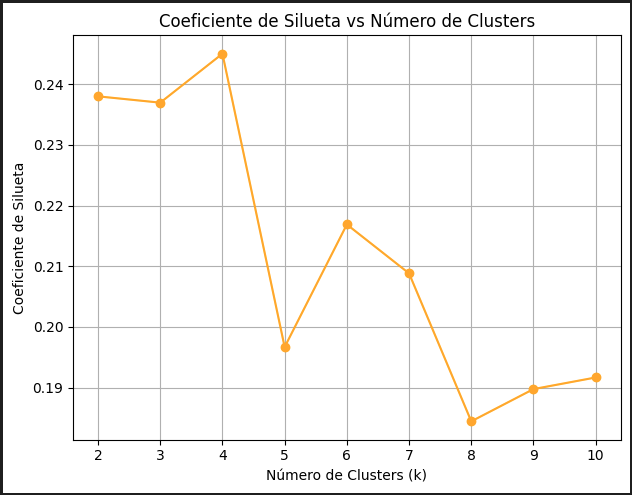 Coeficiente de Silueta vs Número de Clusters
Coeficiente de Silueta
0.24
0.23
0.22
0.21
0.20
0.19
2 3 4 5 6 7 8 9 10
Número de Clusters (k)